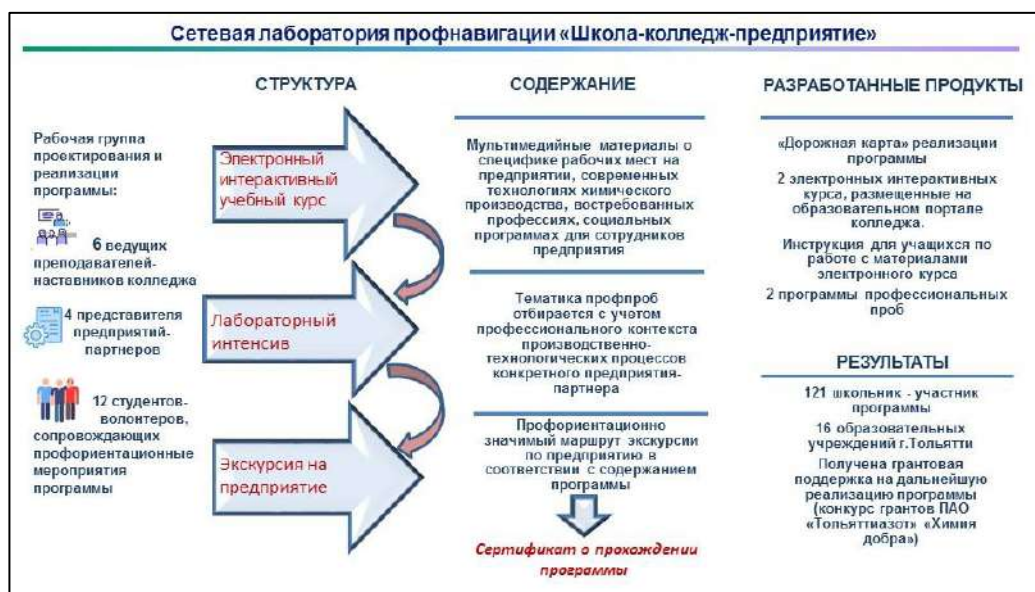 Сетевая лаборатория профнавигации «Школа-колледж-предприятие»
Рабочая группа
проектирования и
реализации
программы:
6 ведущих
преподавателей-
наставников колледжа
4 представителя
предприятий-
партнеров
12 студентов-
волонтеров,
сопровождающих
профориентационные
мероприятия
программы
СТРУКТУРА
Электронный
интерактивный
учебный курс
Лабораторный
интенсив
Экскурсия на
предприятие
СОДЕРЖАНИЕ
Мультимедийные материалы о
специфике рабочих мест на
предприятии, современных
технологиях химического
производства, востребованных
профессиях, социальных
программах для сотрудников
предприятия
Тематика профпроб
отбирается с учетом
профессионального контекста
производственно-
технологических процессов
конкретного предприятия-
партнера
Профориентационно
значимый маршрут экскурсии
по предприятию в
соответствии с содержанием
программы
Сертификат о прохождении
программы
РАЗРАБОТАННЫЕ ПРОДУКТЫ
«Дорожная карта» реализации
программы
2 электронных интерактивных
курса, размещенные на
образовательном портале
колледжа.
Инструкция для учащихся по
работе с материалами
электронного курса
2 программы профессиональных
проб
РЕЗУЛЬТАТЫ
121 школьник - участник
программы
16 образовательных
учреждений г.Тольятти
Получена грантовая
поддержка на дальнейшую
реализацию программы
(конкурс грантов ПАО
«Тольяттиазот» «Химия
добра»)